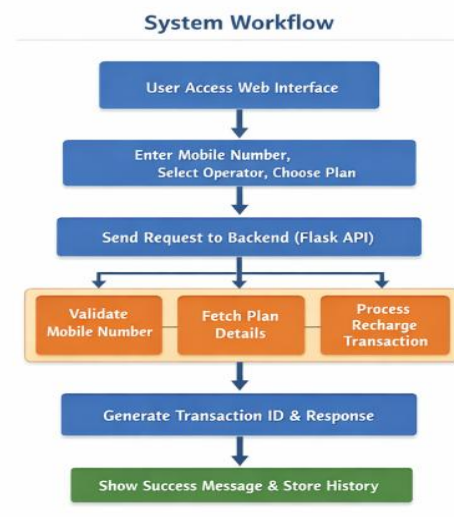 System Workflow
User Access Web Interface
Enter Mobile Number,
Select Operator, Choose Plan
Send Request to Backend (Flask API)
Validate
Mobile Number
Fetch Plan
Details
Process
Recharge
Transaction
Generate Transaction ID & Response
Show Success Message & Store History